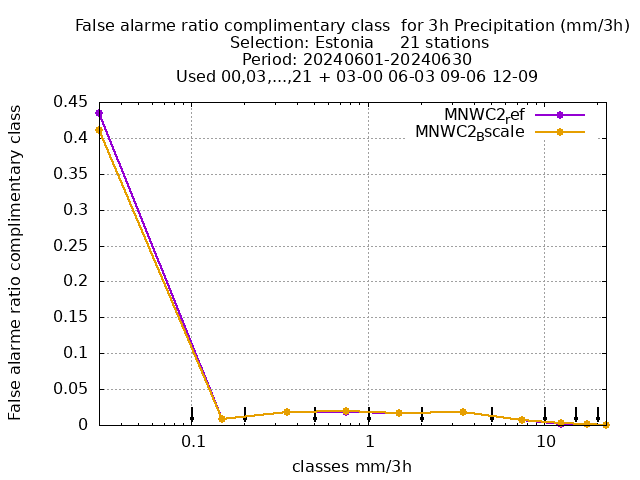 False alarme ratio complimentary class  for 3h Precipitation (mm/3h)
Selection: Estonia     21 stations
Period: 20240601-20240630
Used 00,03,...,21 + 03-00 06-03 09-06 12-09
MNWC2ref
MNWC2Bscale
False alarme ratio complimentary class
0.45
0.4
0.35
0.3
0.25
0.2
0.15
0.1
0.05
0
0.1 1 10
classes mm/3h